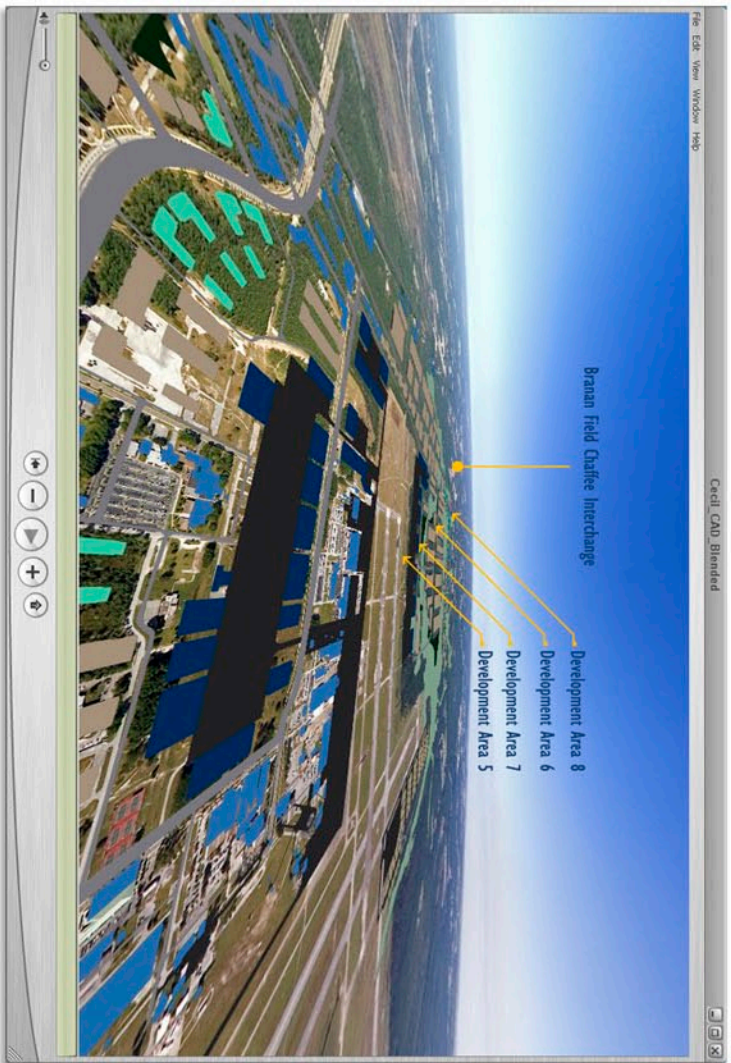 Cecil_CAD_Blended
File Edit View Window Help
Branan Field Chaffee Interchange
Development Area 8
Development Area 6
Development Area 7
Development Area 5